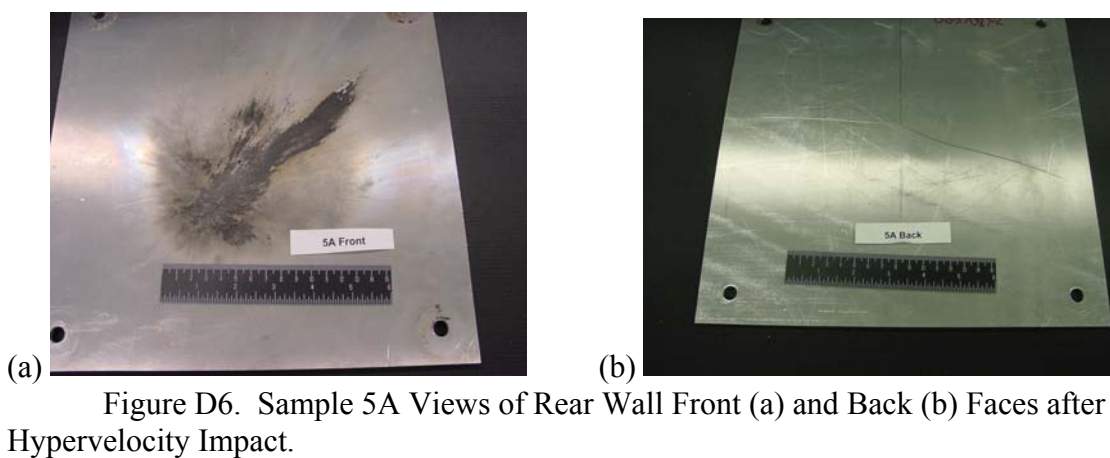 5A Front
5A Back
(a)
(b)
Figure D6. Sample 5A Views of Rear Wall Front (a) and Back (b) Faces after
Hypervelocity Impact.